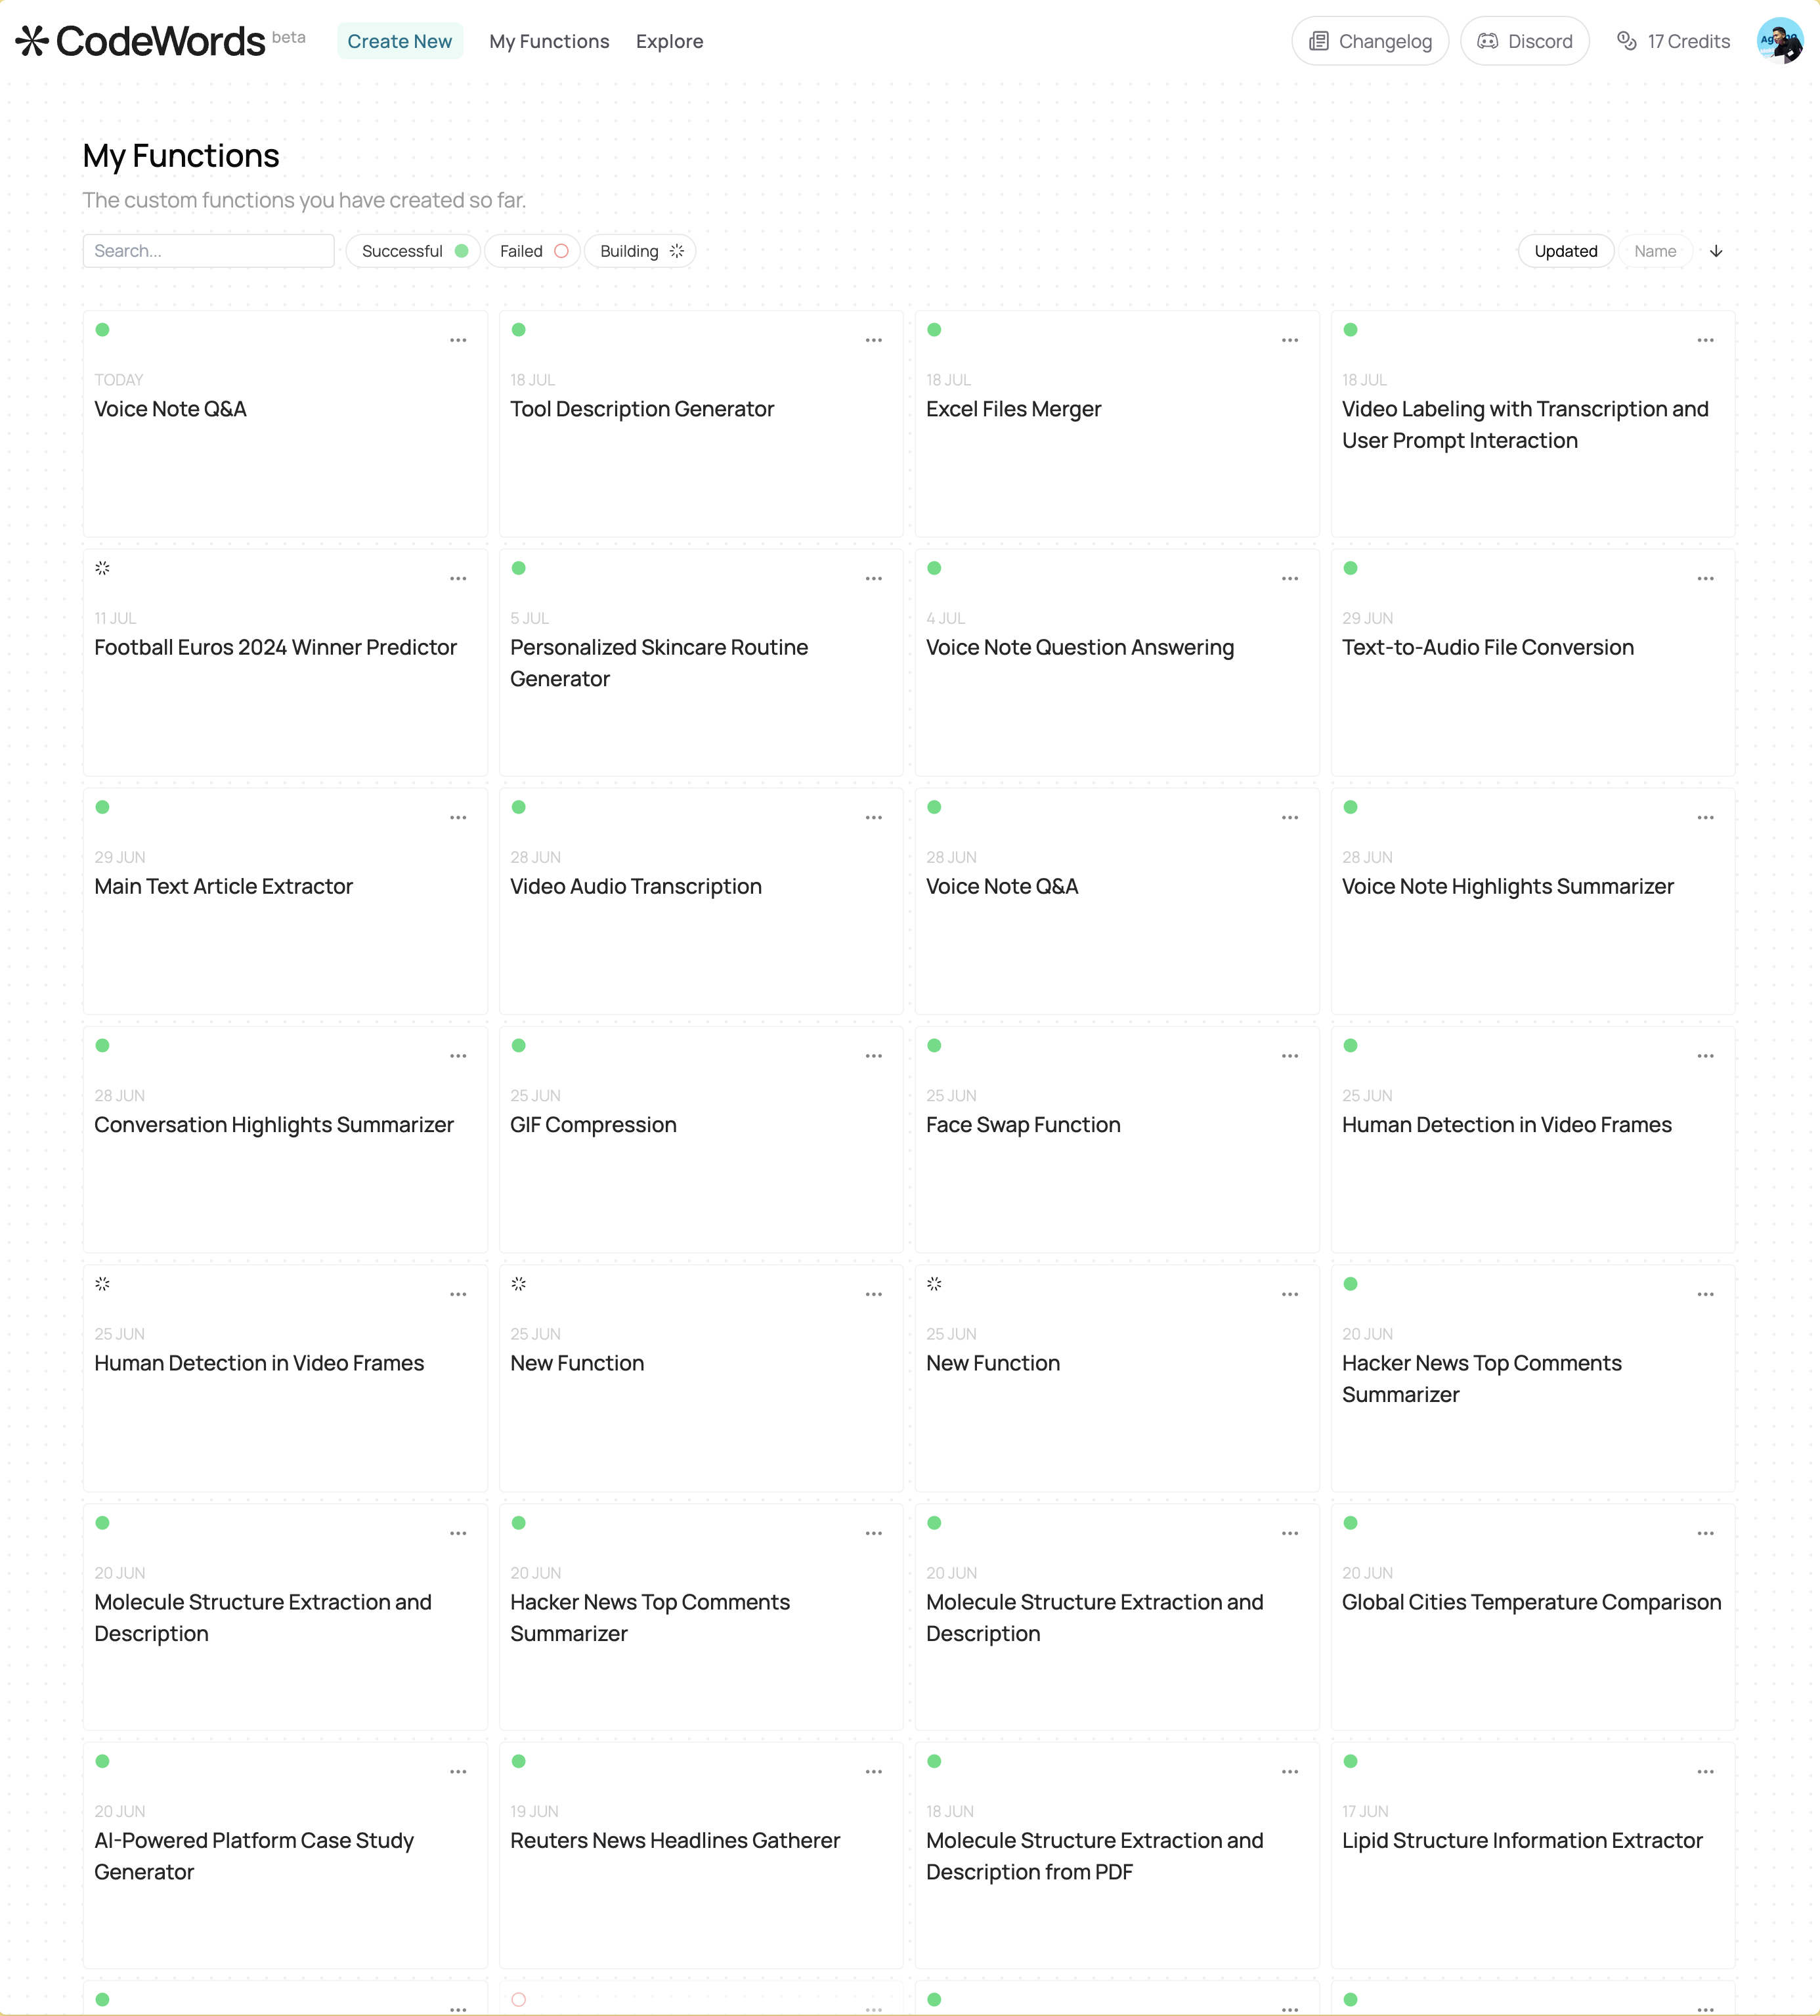 CodeWords beta
Create New
My Functions
Explore
Changelog
Discord
17 Credits
My Functions
The custom functions you have created so far.
Search...
Successful
Failed
Building
Updated
Name
TODAY
Voice Note Q&A
18 JUL
Tool Description Generator
18 JUL
Excel Files Merger
18 JUL
Video Labeling with Transcription and
User Prompt Interaction
11 JUL
Football Euros 2024 Winner Predictor
5 JUL
Personalized Skincare Routine
Generator
4 JUL
Voice Note Question Answering
29 JUN
Text-to-Audio File Conversion
29 JUN
Main Text Article Extractor
28 JUN
Video Audio Transcription
28 JUN
Voice Note Q&A
28 JUN
Voice Note Highlights Summarizer
28 JUN
Conversation Highlights Summarizer
25 JUN
GIF Compression
25 JUN
Face Swap Function
25 JUN
Human Detection in Video Frames
25 JUN
Human Detection in Video Frames
25 JUN
New Function
25 JUN
New Function
20 JUN
Hacker News Top Comments
Summarizer
20 JUN
Molecule Structure Extraction and
Description
20 JUN
Hacker News Top Comments
Summarizer
20 JUN
Molecule Structure Extraction and
Description
20 JUN
Global Cities Temperature Comparison
20 JUN
AI-Powered Platform Case Study
Generator
19 JUN
Reuters News Headlines Gatherer
18 JUN
Molecule Structure Extraction and
Description from PDF
17 JUN
Lipid Structure Information Extractor